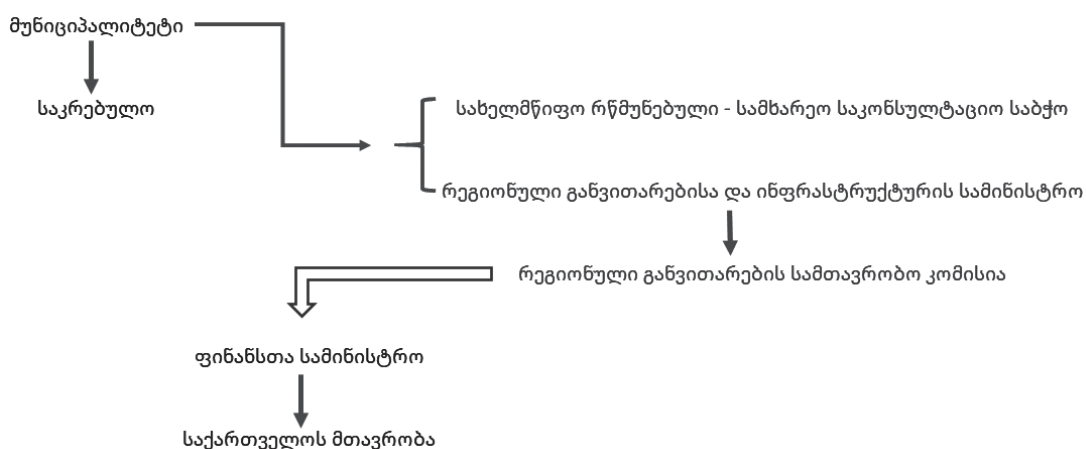 მუნიციპალიტეტი
საკრებულო
სახელმწიფო რწმუნებული - სამხარეო საკონსულტაციო საბჭო
რეგიონული განვითარებისა და ინფრასტრუქტურის სამინისტრო
რეგიონული განვითარების სამთავრობო კომისია
ფინანსთა სამინისტრო
საქართველოს მთავრობა